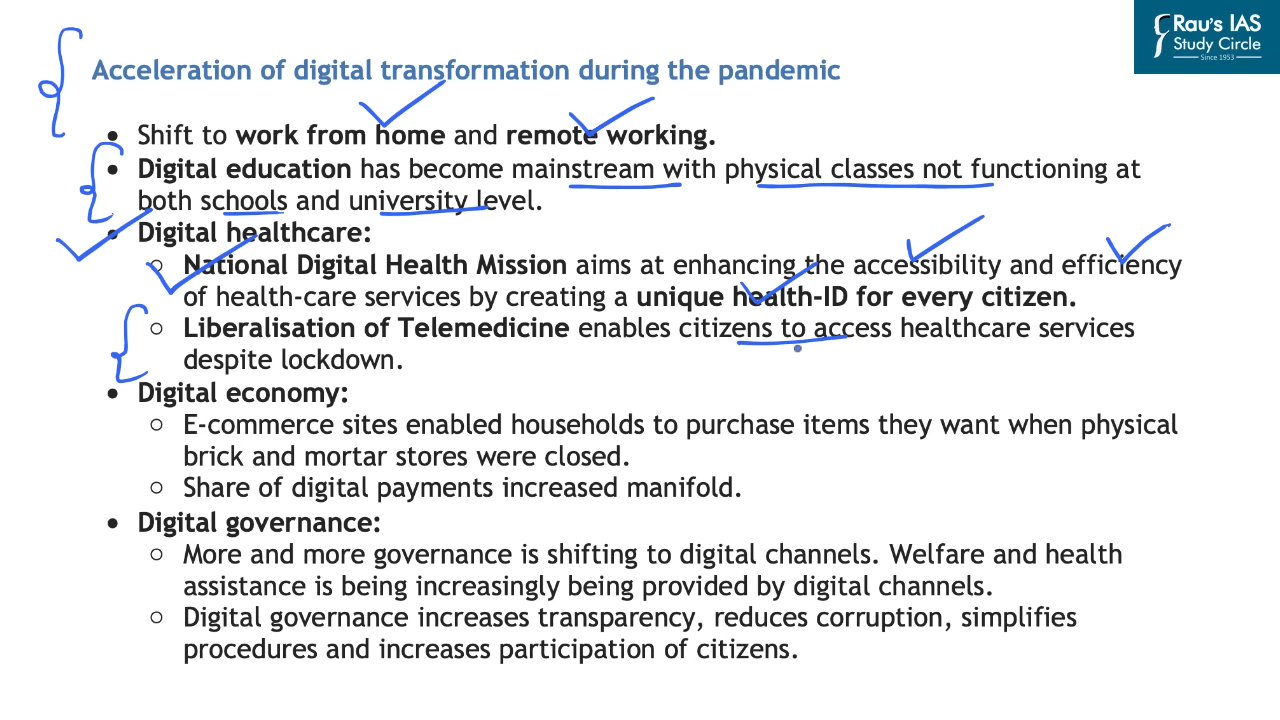 Rau's IAS
Study Circle
Since 1953
Acceleration of digital transformation during the pandemic
• Shift to work from home and remote working.
• Digital education has become mainstream with physical classes not functioning at
both schools and university level.
• Digital healthcare:
○ National Digital Health Mission aims at enhancing the accessibility and efficiency
of health-care services by creating a unique health-ID for every citizen.
○ Liberalisation of Telemedicine enables citizens to access healthcare services
despite lockdown.
• Digital economy:
○ E-commerce sites enabled households to purchase items they want when physical
brick and mortar stores were closed.
○ Share of digital payments increased manifold.
• Digital governance:
○ More and more governance is shifting to digital channels. Welfare and health
assistance is being increasingly being provided by digital channels.
○ Digital governance increases transparency, reduces corruption, simplifies
procedures and increases participation of citizens.